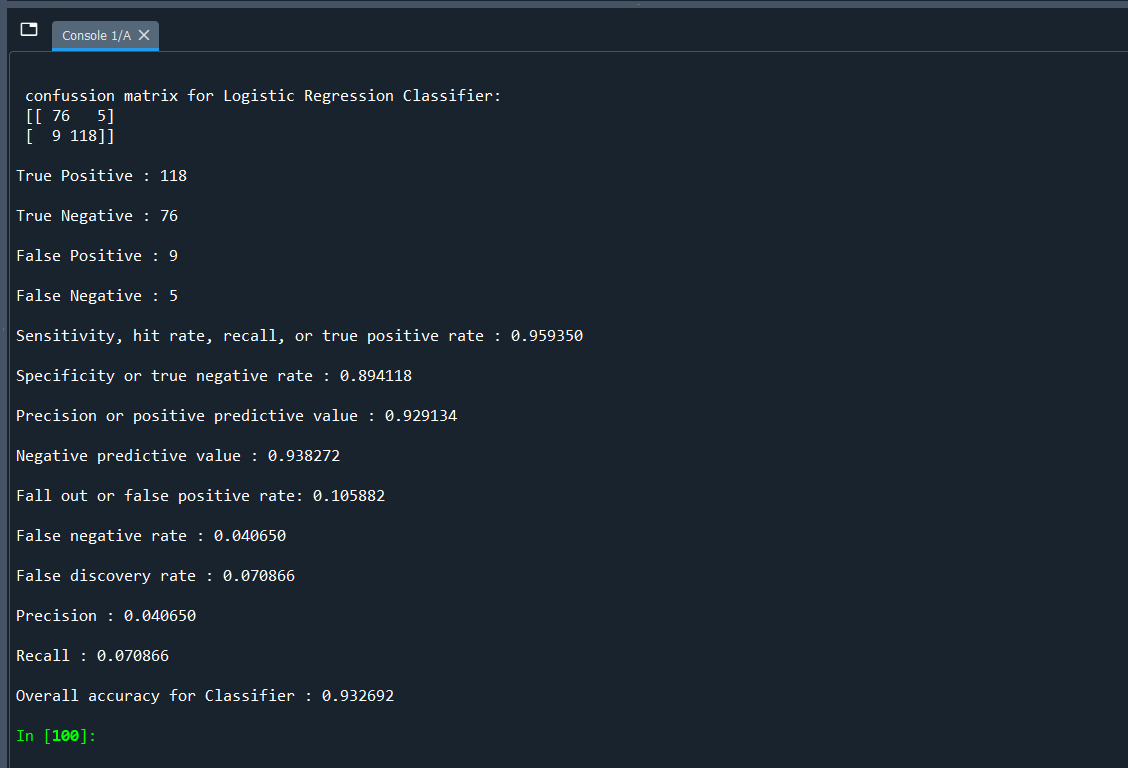 Console 1/A
confussion matrix for Logistic Regression Classifier:
[[ 76   5]
[  9 118]]
True Positive : 118
True Negative : 76
False Positive : 9
False Negative : 5
Sensitivity, hit rate, recall, or true positive rate : 0.959350
Specificity or true negative rate : 0.894118
Precision or positive predictive value : 0.929134
Negative predictive value : 0.938272
Fall out or false positive rate: 0.105882
False negative rate : 0.040650
False discovery rate : 0.070866
Precision : 0.040650
Recall : 0.070866
Overall accuracy for Classifier : 0.932692
In [100]: